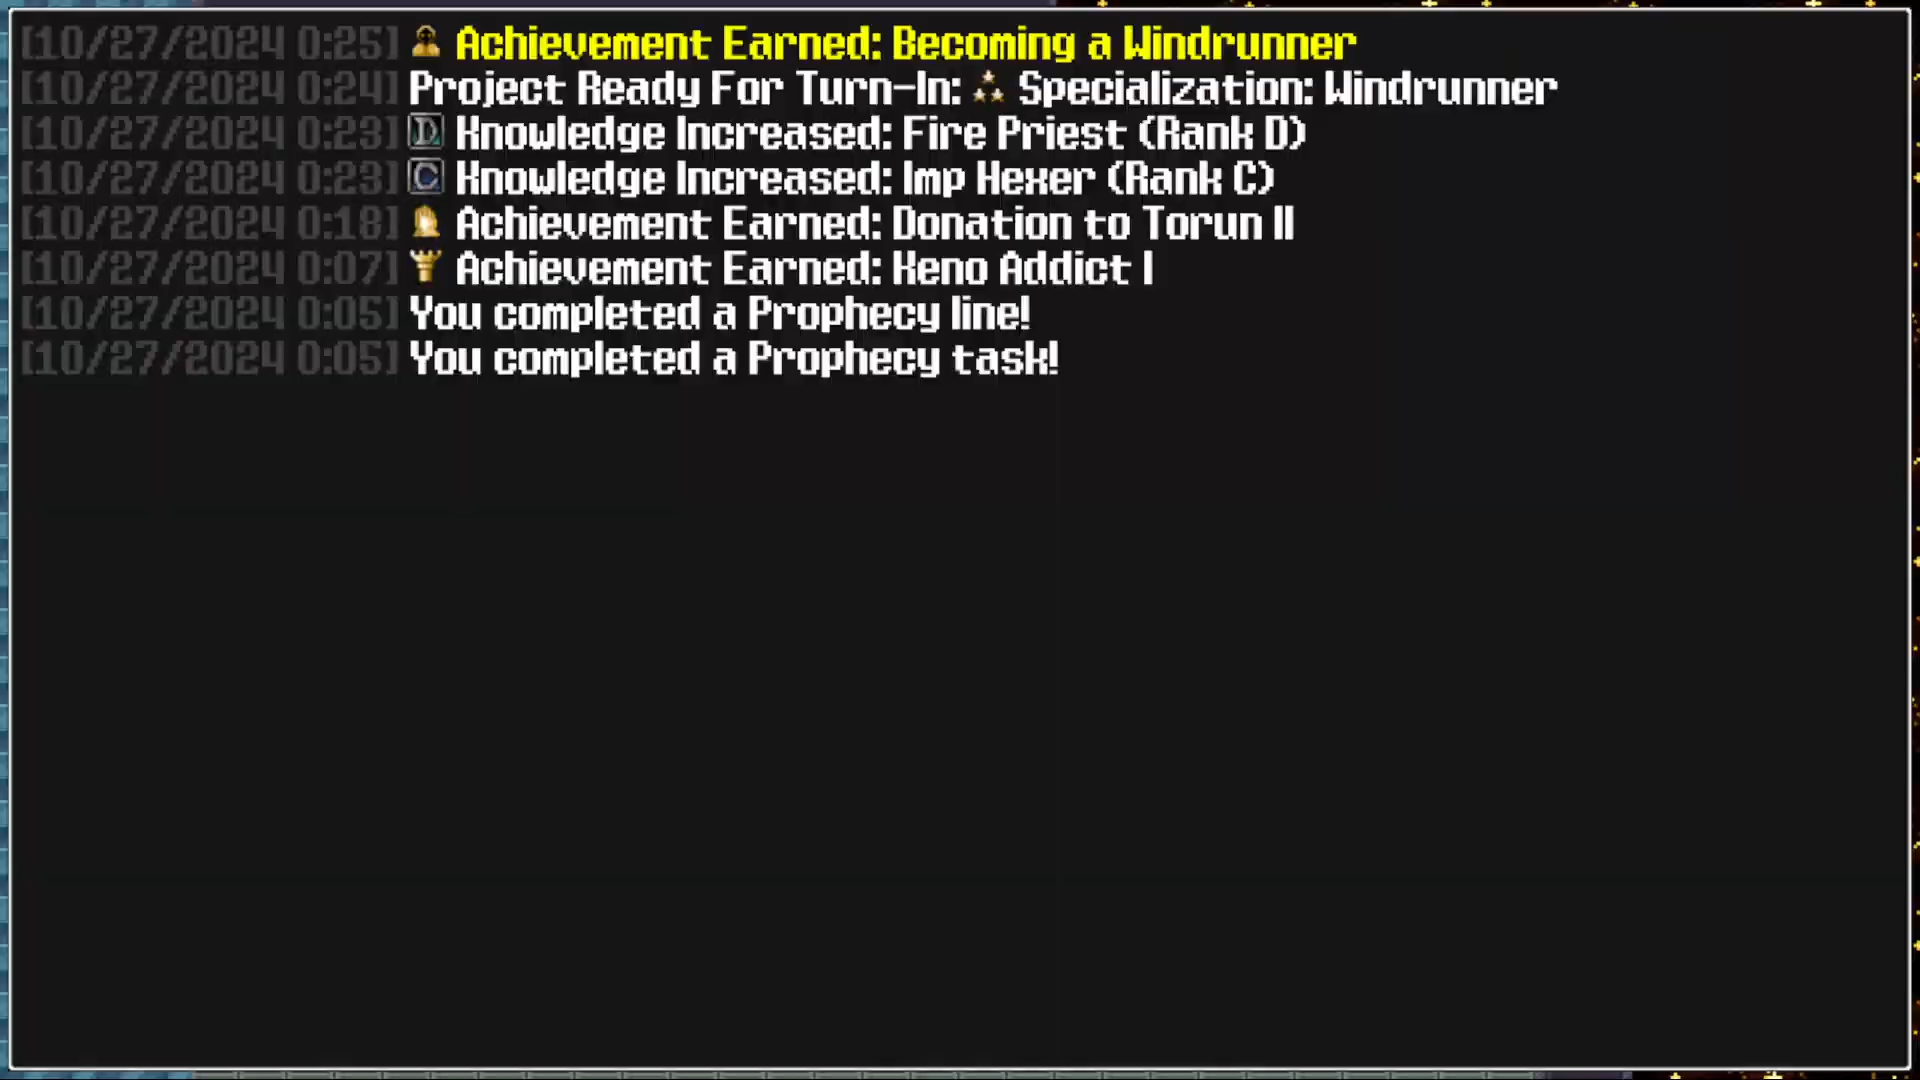 [10/27/2024 0:25] Achievement Earned: Becoming a Windrunner
[10/27/2024 0:24] Project Ready For Turn-In: Specialization: Windrunner
[10/27/2024 0:23] D Knowledge Increased: Fire Priest (Rank D)
[10/27/2024 0:23] C Knowledge Increased: Imp Hexer (Rank C)
[10/27/2024 0:18] Achievement Earned: Donation to Torun II
[10/27/2024 0:07] Achievement Earned: Keno Addict I
[10/27/2024 0:05] You completed a Prophecy line!
[10/27/2024 0:05] You completed a Prophecy task!